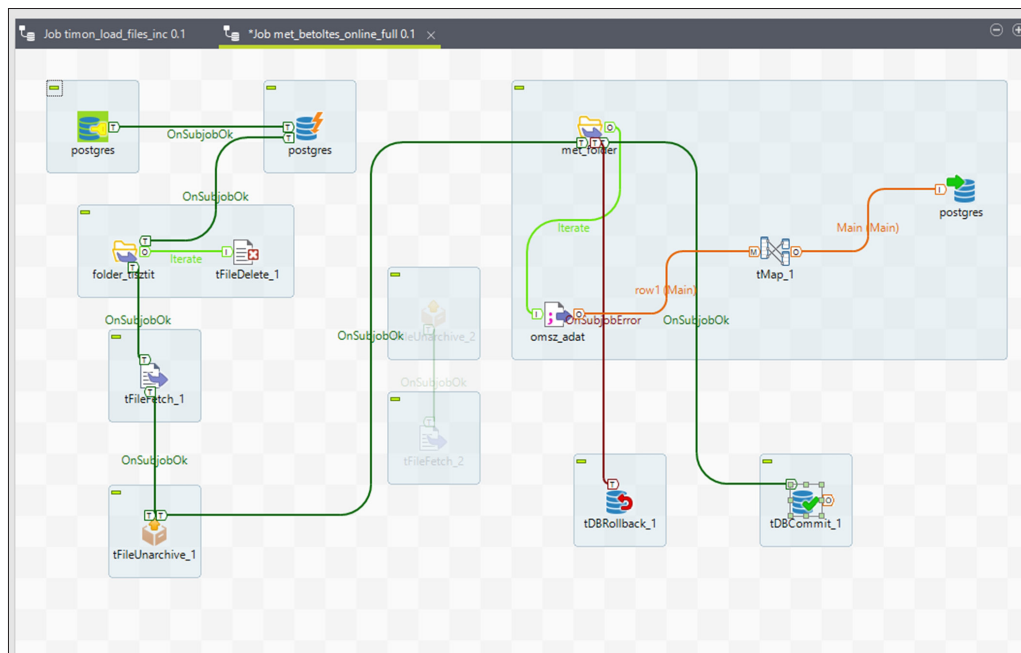 Job timon_load_files_inc 0.1
*Job met_betoltes_online_full 0.1
postgres
OnSubjobOk
postgres
OnSubjobOk
folder_tisztit
Iterate
tFileDelete_1
OnSubjobOk
tFileFetch_1
OnSubjobOk
tFileUnarchive_1
OnSubjobOk
tFileUnarchive_2
OnSubjobOk
tFileFetch_2
met_folder
Iterate
omsz_adat
row1 (Main)
OnSubjobError
OnSubjobOk
tMap_1
Main (Main)
postgres
tDBRollback_1
tDBCommit_1